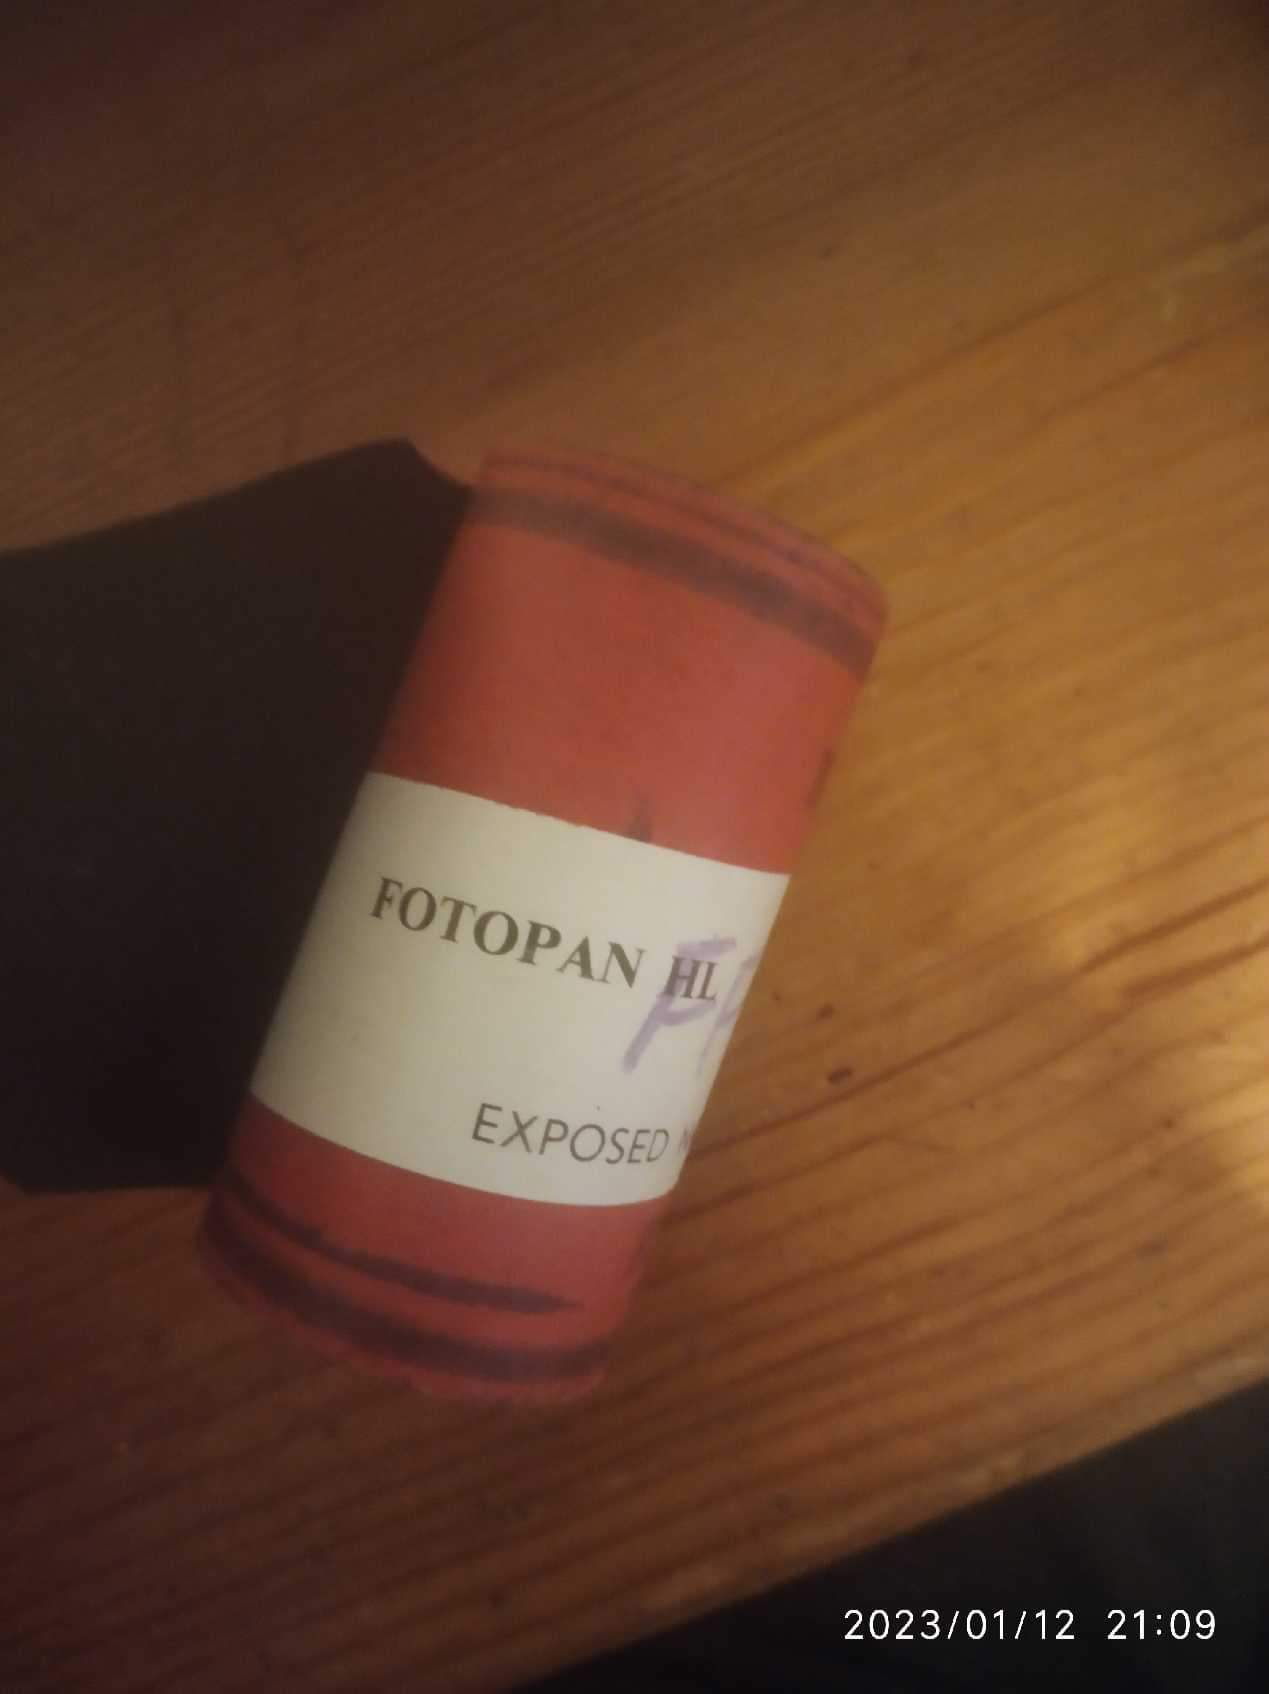 FOTOPAN HL
EXPOSED
2023/01/12 21:09